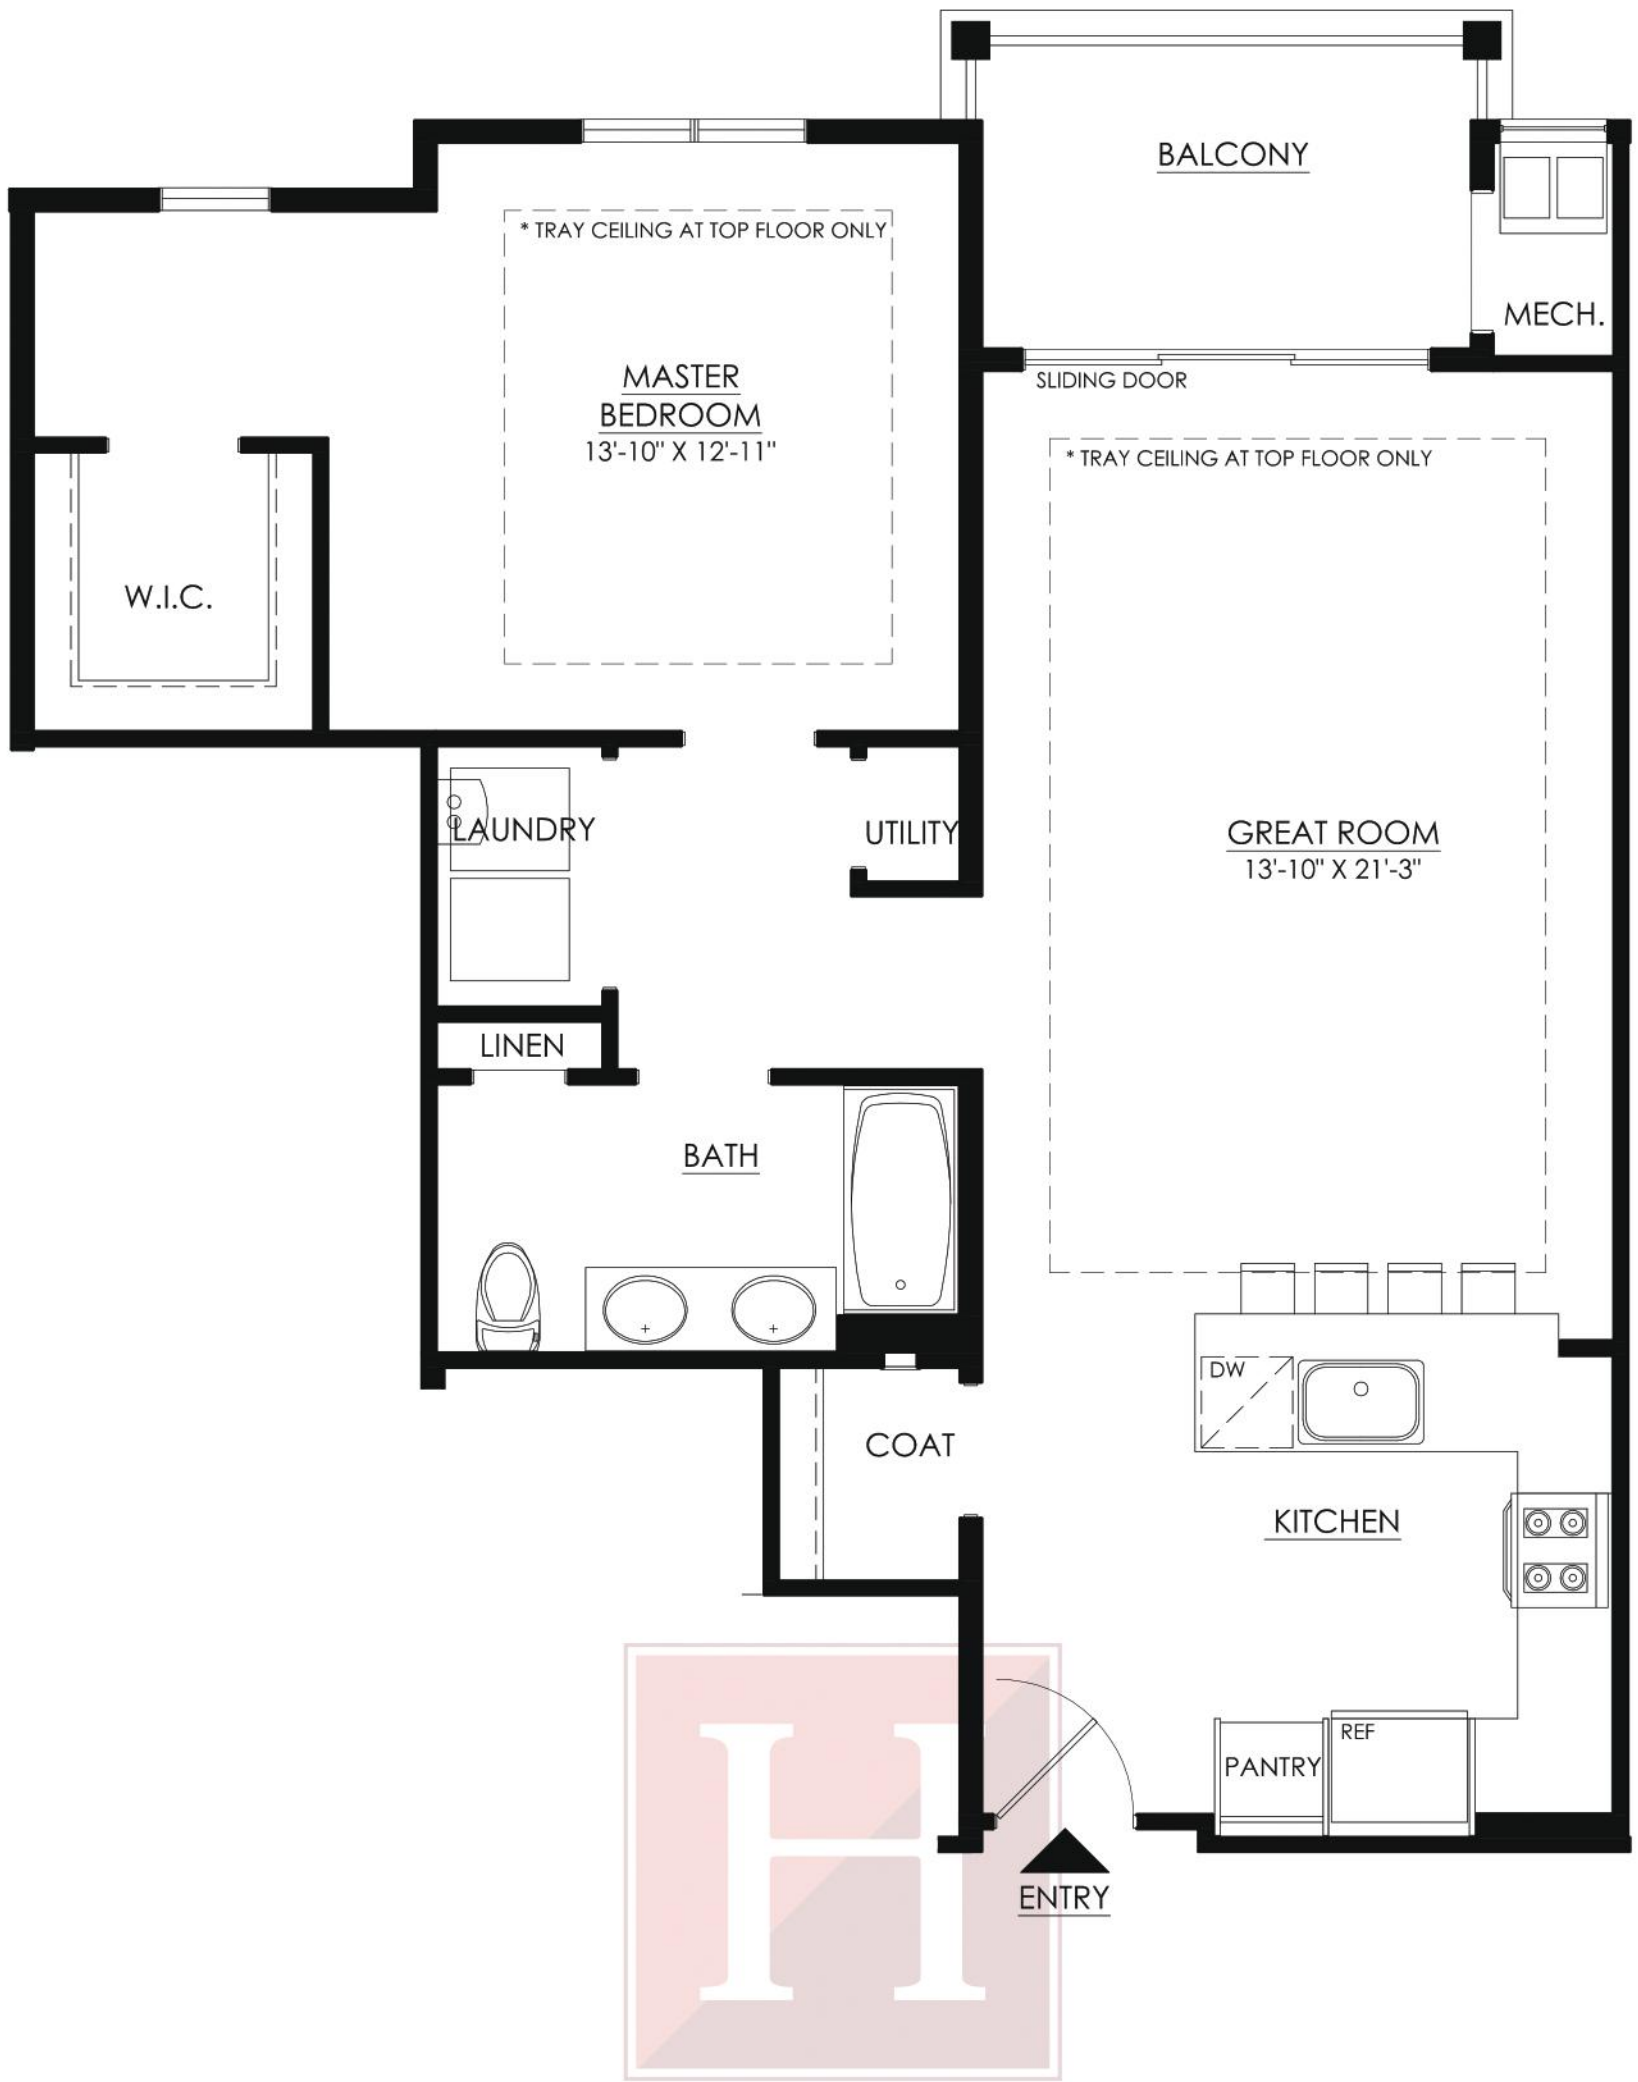 BALCONY
* TRAY CEILING AT TOP FLOOR ONLY
MECH.
MASTER
BEDROOM
13'-10" X 12'-11"
SLIDING DOOR
* TRAY CEILING AT TOP FLOOR ONLY
W.I.C.
LAUNDRY
UTILITY
GREAT ROOM
13'-10" X 21'-3"
LINEN
BATH
DW
COAT
KITCHEN
REF
PANTRY
ENTRY
H